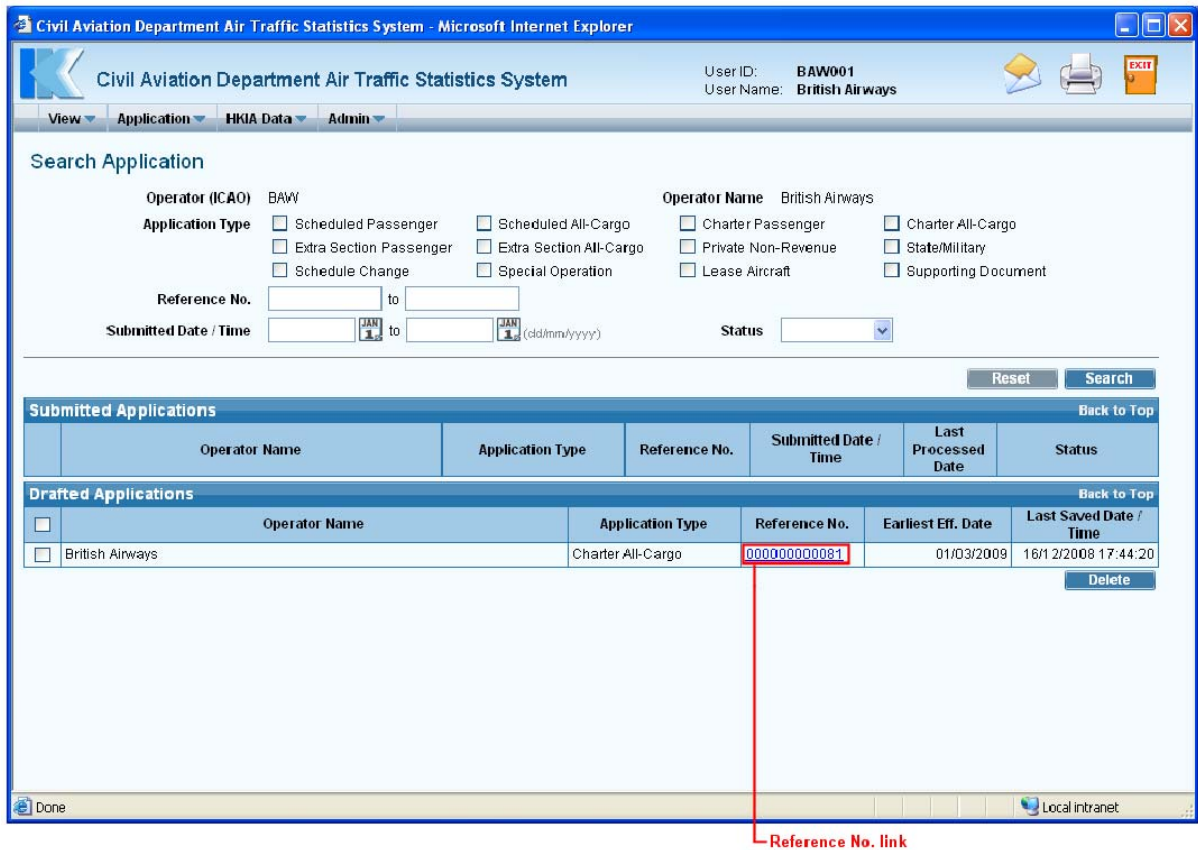 Civil Aviation Department Air Traffic Statistics System - Microsoft Internet Explorer
Civil Aviation Department Air Traffic Statistics System
User ID: BAW001
User Name: British Airways
EXIT
View Application HKIA Data Admin
Search Application
Operator (ICAO) BAW Operator Name British Airways
Application Type Scheduled Passenger Scheduled All-Cargo Charter Passenger Charter All-Cargo
Extra Section Passenger Extra Section All-Cargo Private Non-Revenue State/Military
Schedule Change Special Operation Lease Aircraft Supporting Document
Reference No. to
Submitted Date / Time JAN 1 to JAN 1 (dd/mm/yyyy) Status
Reset Search
Submitted Applications Back to Top
Operator Name Application Type Reference No. Submitted Date / Time Last Processed Date Status
Drafted Applications Back to Top
Operator Name Application Type Reference No. Earliest Eff. Date Last Saved Date / Time
British Airways Charter All-Cargo 000000000081 01/03/2009 16/12/2008 17:44:20
Delete
Done Local intranet
Reference No. link